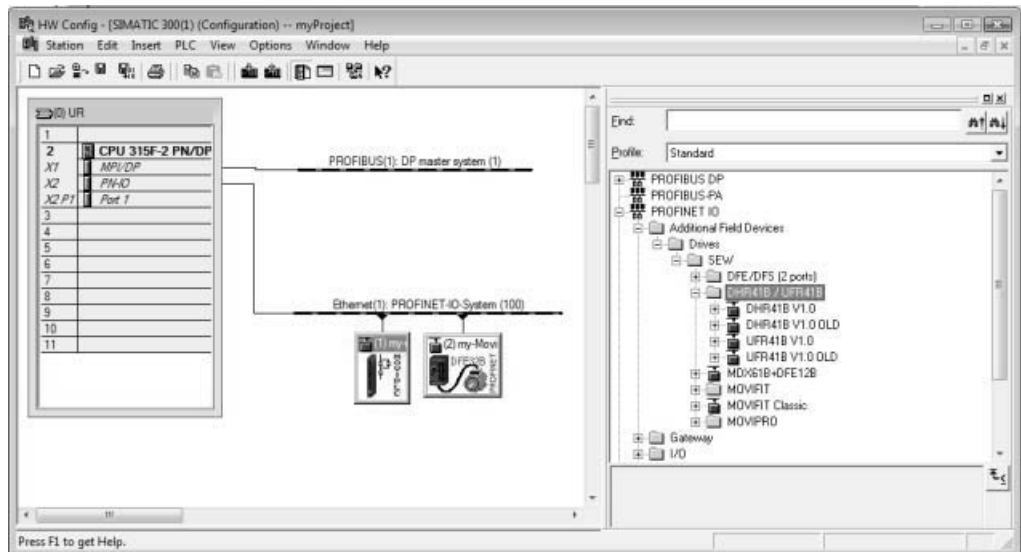 HW Config - [SIMATIC 300(1) (Configuration) -- myProject]
Station Edit Insert PLC View Options Window Help
(0) UR
1
2 CPU 315F-2 PN/DP
X1 MPI/DP
X2 PN-IO
X2 P1 Port 1
3
4
5
6
7
8
9
10
11
PROFIBUS(1): DP master system (1)
Ethernet(1): PROFINET-IO-System (100)
(1) my-
(2) my-Movi
DFE32B
PROFINET
Find:
Profile: Standard
PROFIBUS DP
PROFIBUS-PA
PROFINET IO
Additional Field Devices
Drives
SEW
DFE/DFS (2 ports)
DHR41B / UFR41B
DHR41B V1.0
DHR41B V1.0 OLD
UFR41B V1.0
UFR41B V1.0 OLD
MDX61B+DFE12B
MOVIFIT
MOVIFIT Classic
MOVIPRO
Gateway
I/O
Press F1 to get Help.